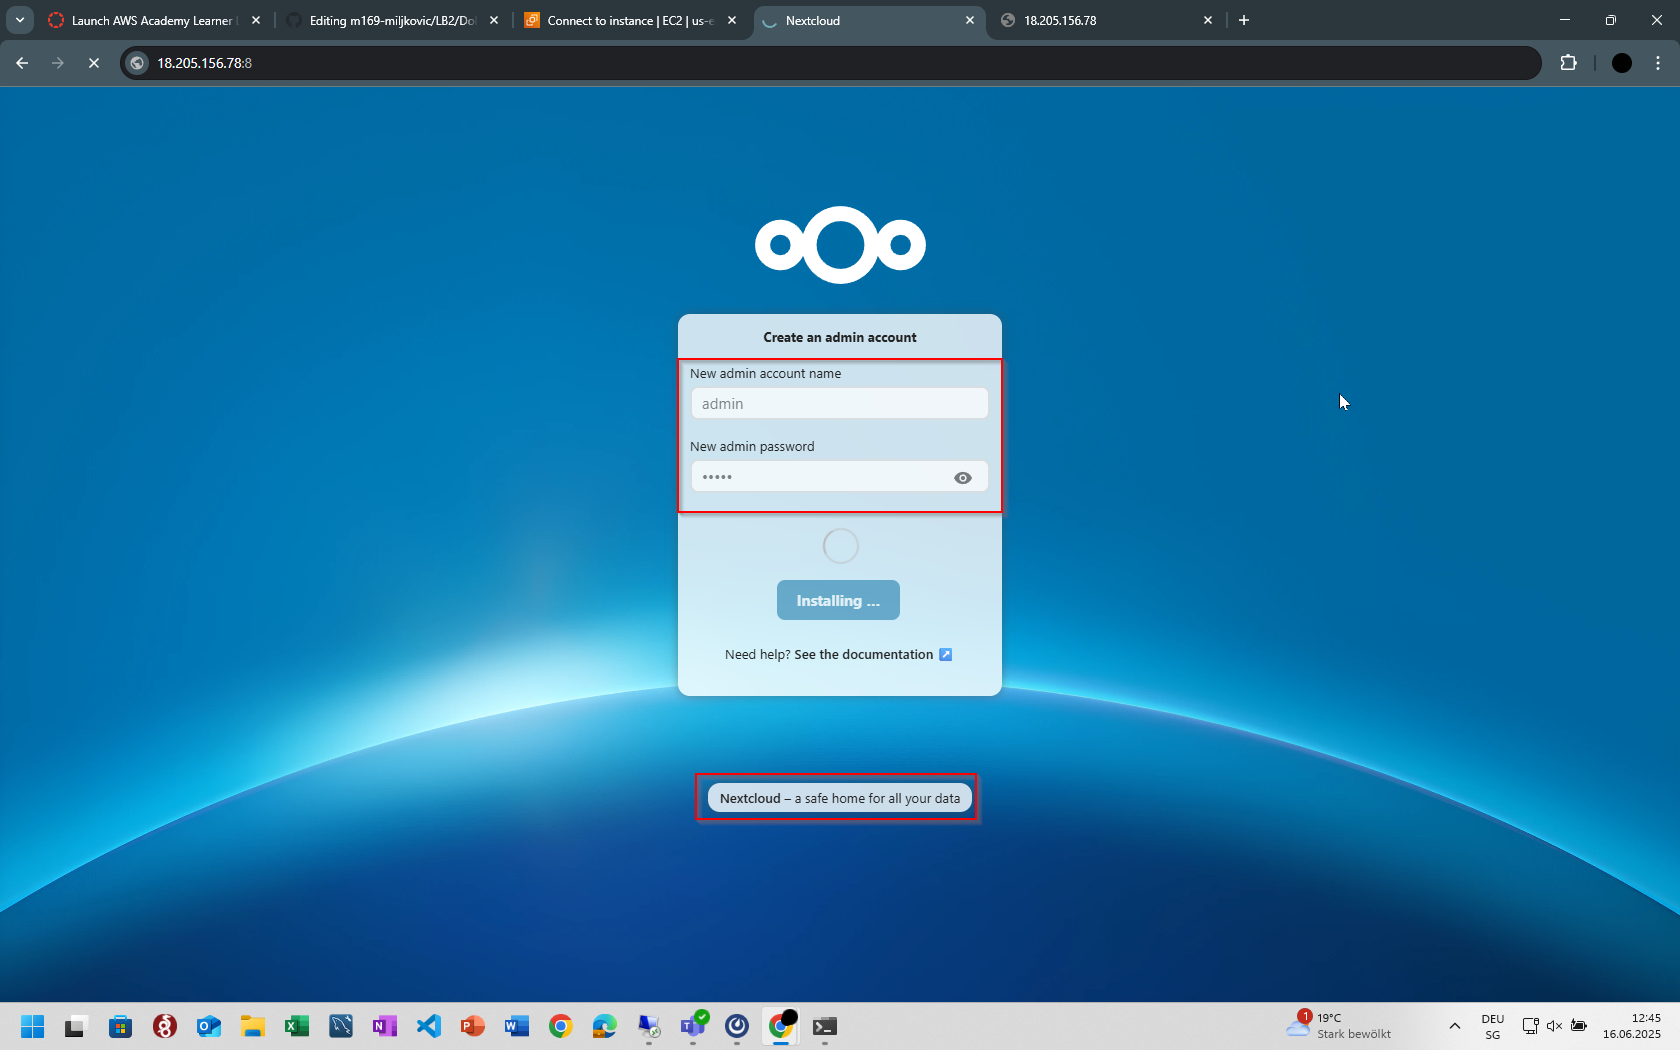 Launch AWS Academy Learner
Editing m169-miljkovic/LB2/Do
Connect to instance | EC2 | us-e
Nextcloud
18.205.156.78
18.205.156.78:8
Create an admin account
New admin account name
admin
New admin password
•••••
Installing ...
Need help? See the documentation
Nextcloud – a safe home for all your data
1
19°C
Stark bewölkt
DEU
SG
12:45
16.06.2025